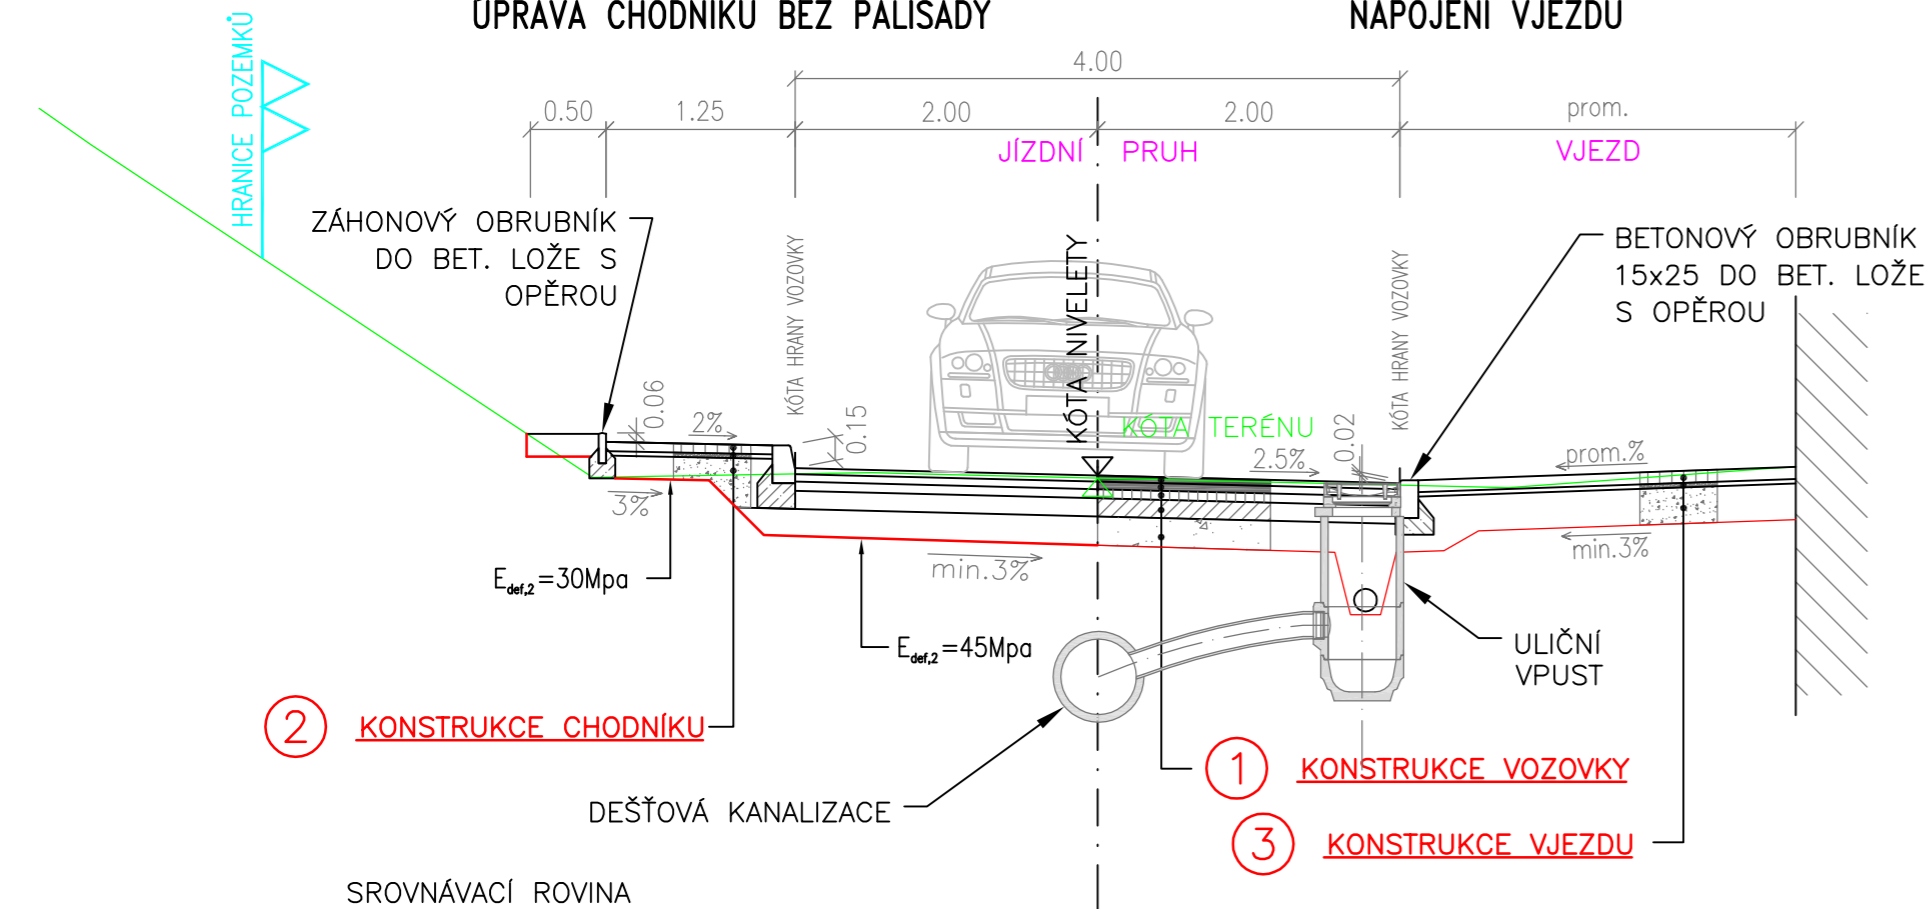 ÚPRAVA CHODNÍKU BEZ PALISÁDY
NAPOJENÍ VJEZDU
HRANICE POZEMKŮ
4.00
0.50
1.25
2.00
2.00
prom.
JÍZDNÍ PRUH
VJEZD
ZÁHONOVÝ OBRUBNÍK
DO BET. LOŽE S
OPĚROU
KÓTA HRANY VOZOVKY
KÓTA NIVELETY
KÓTA HRANY VOZOVKY
BETONOVÝ OBRUBNÍK
15x25 DO BET. LOŽE
S OPĚROU
0.06
2%
0.15
KÓTA TERÉNU
2.5%
0.02
prom.%
3%
min.3%
min.3%
Edef,2=30Mpa
Edef,2=45Mpa
ULIČNÍ
VPUST
2 KONSTRUKCE CHODNÍKU
1 KONSTRUKCE VOZOVKY
DEŠŤOVÁ KANALIZACE
3 KONSTRUKCE VJEZDU
SROVNÁVACÍ ROVINA